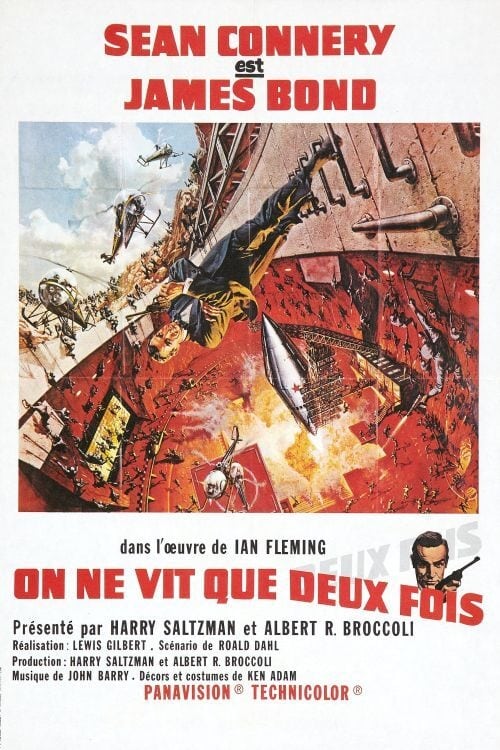 SEAN CONNERY
est
JAMES BOND
dans l'œuvre de IAN FLEMING
DEUX FOIS
ON NE VIT QUE DEUX FOIS
Présenté par HARRY SALTZMAN et ALBERT R. BROCCOLI
Réalisation : LEWIS GILBERT . Scénario de ROALD DAHL
Production : HARRY SALTZMAN et ALBERT R. BROCCOLI
Musique de JOHN BARRY . Décors et costumes de KEN ADAM
PANAVISION® TECHNICOLOR®